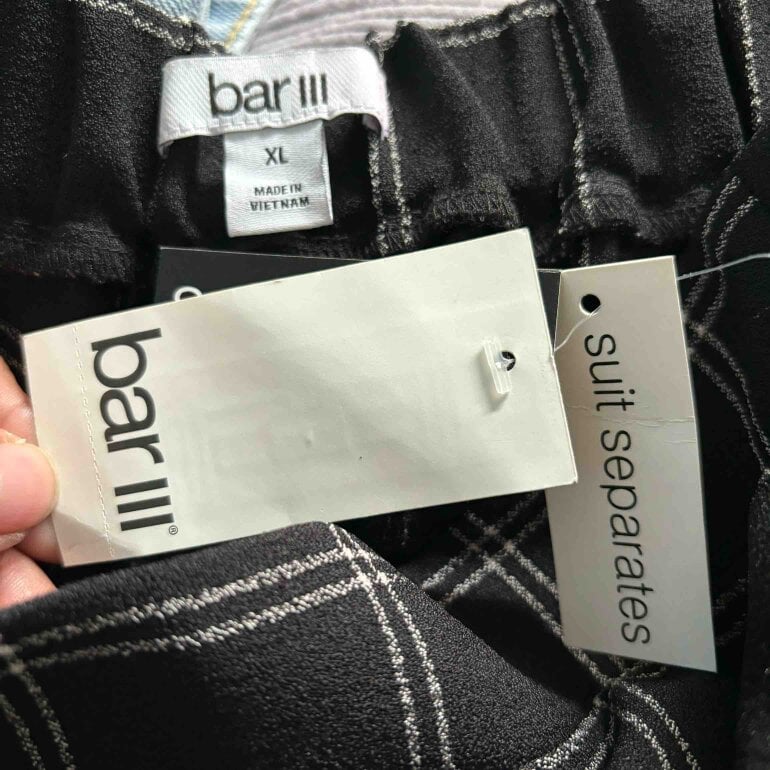 bar III
XL
MADE IN
VIETNAM
bar III®
suit separates